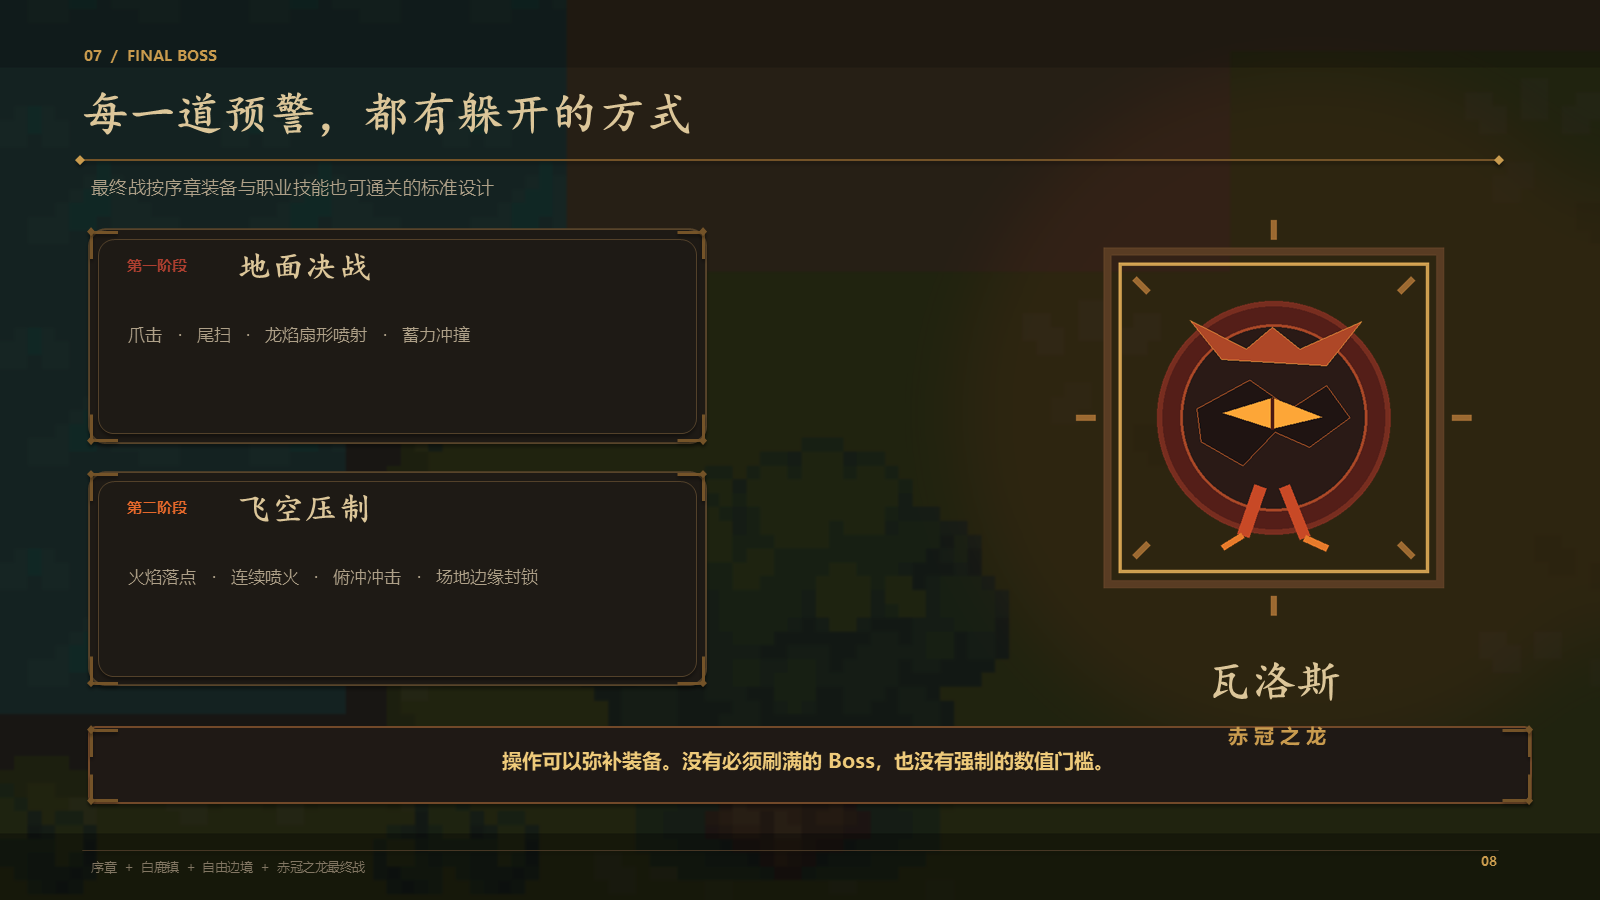 07 / FINAL BOSS
每一道预警，都有躲开的方式
最终战按序章装备与职业技能也可通关的标准设计
第一阶段 地面决战
爪击 · 尾扫 · 龙焰扇形喷射 · 蓄力冲撞
第二阶段 飞空压制
火焰落点 · 连续喷火 · 俯冲冲击 · 场地边缘封锁
瓦洛斯
赤冠之龙
操作可以弥补装备。没有必须刷满的 Boss，也没有强制的数值门槛。
序章 + 白鹿镇 + 自由边境 + 赤冠之龙最终战
08